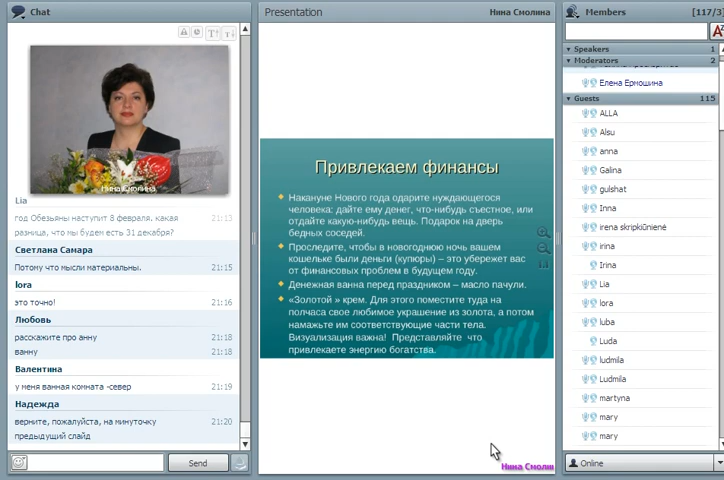 Chat
Нина Смолина
Lia
год Обезьяны наступит 8 февраля. какая
разница, что мы будем есть 31 декабря?
21:13
Светлана Самара
Потому что мысли материальны.
21:15
lora
это точно!
21:16
Любовь
расскажите про анну
21:18
ванну
21:18
Валентина
у меня ванная комната -север
21:19
Надежда
верните, пожалуйста, на минуточку
21:20
предыдущий слайд
Send
Presentation
Нина Смолина
Привлекаем финансы
Накануне Нового года одарите нуждающегося
человека: дайте ему денег, что-нибудь съестное, или
отдайте какую-нибудь вещь. Подарок на дверь
бедных соседей.
Проследите, чтобы в новогоднюю ночь вашем
кошельке были деньги (купюры) – это убережет вас
от финансовых проблем в будущем году.
Денежная ванна перед праздником – масло пачули.
«Золотой » крем. Для этого поместите туда на
полчаса свое любимое украшение из золота, а потом
намажьте им соответствующие части тела.
Визуализация важна! Представляйте что
привлекаете энергию богатства.
1:1
Нина Смолин
Members
[117/3
Speakers
1
Moderators
2
Елена Ермошина
Guests
115
ALLA
Alsu
anna
Galina
gulshat
Inna
irena skripkiūnienė
irina
Irina
Lia
lora
luba
Luda
ludmila
Ludmila
martyna
mary
mary
Online